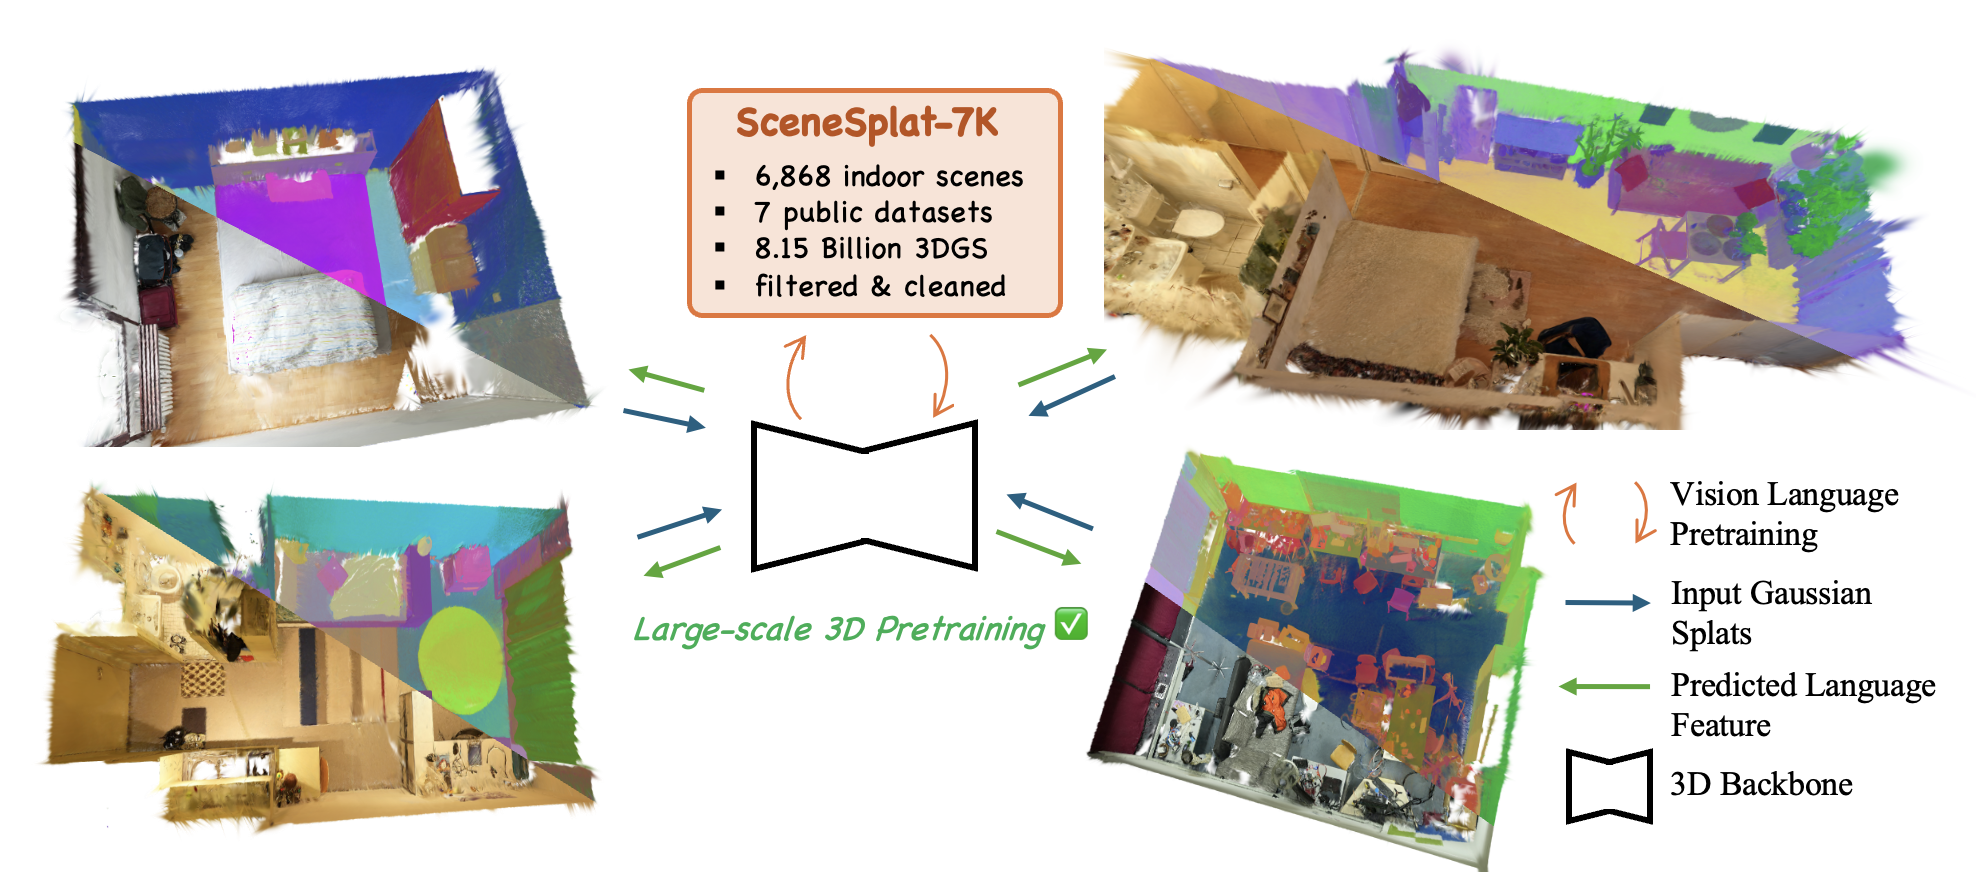 SceneSplat-7K
▪ 6,868 indoor scenes
▪ 7 public datasets
▪ 8.15 Billion 3DGS
▪ filtered & cleaned
Large-scale 3D Pretraining ✅
Vision Language
Pretraining
Input Gaussian
Splats
Predicted Language
Feature
3D Backbone